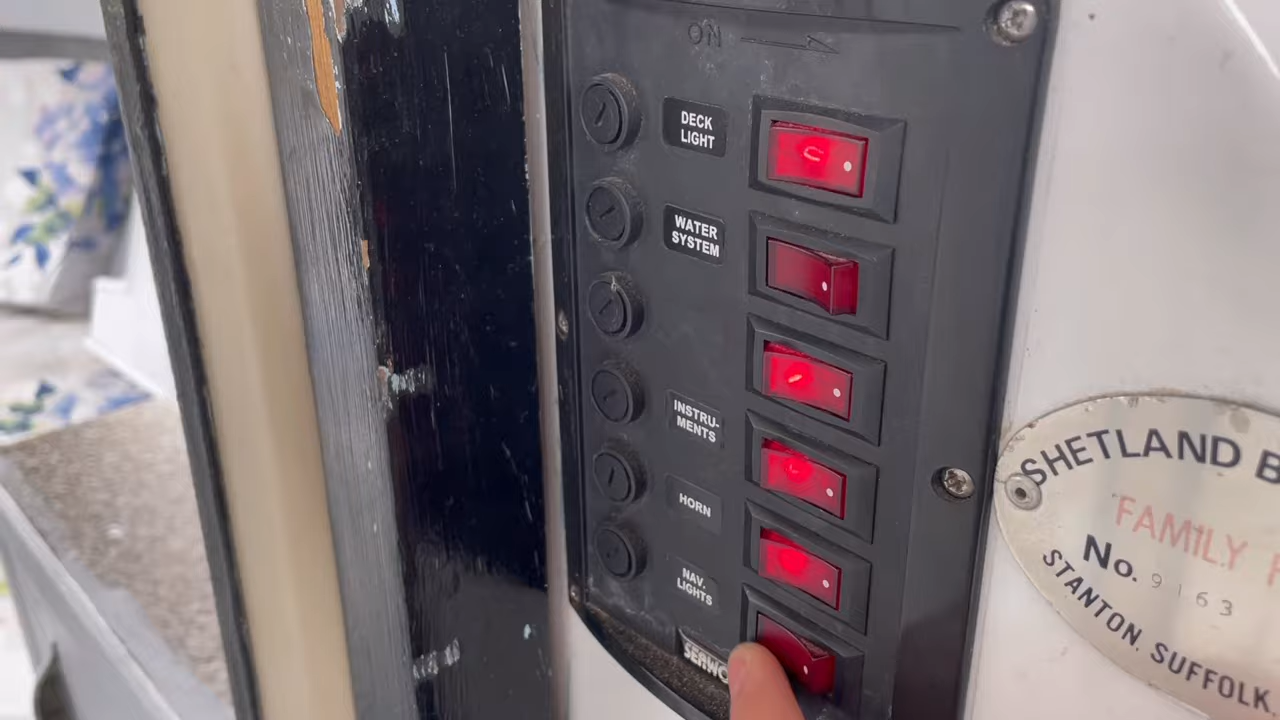 ON
DECK
LIGHT
WATER
SYSTEM
INSTRU-
MENTS
HORN
NAV.
LIGHTS
SHETLAND
FAMILY
No. 9163
STANTON. SUFFOLK.